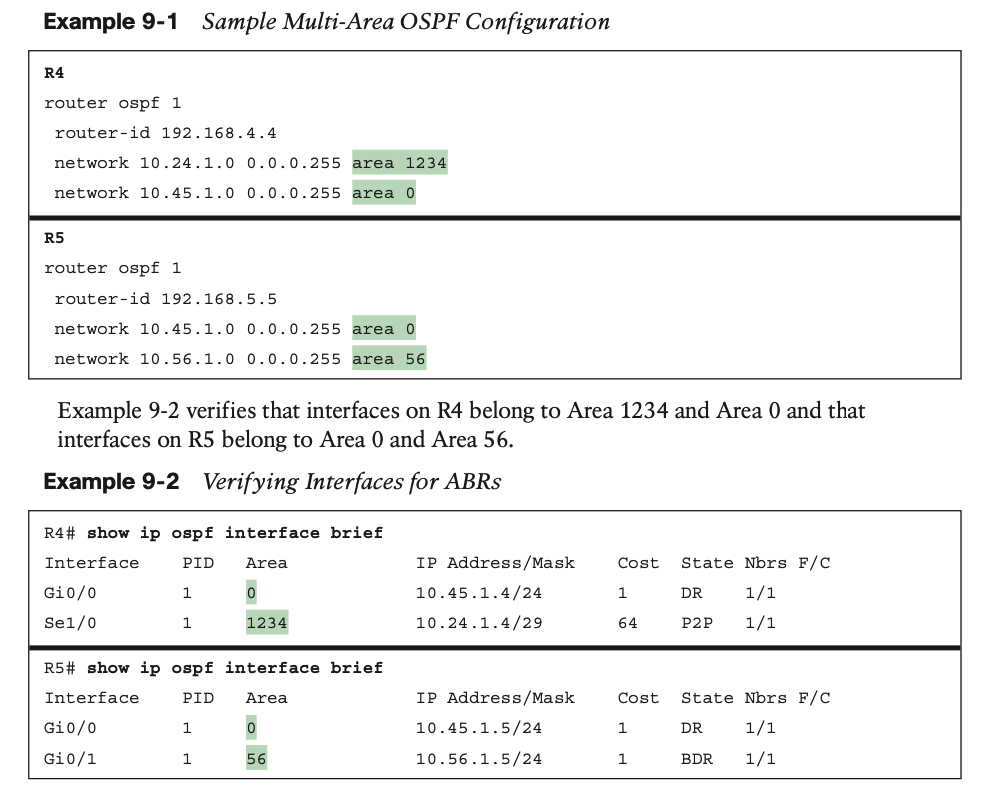 Example 9-1 Sample Multi-Area OSPF Configuration
R4
router ospf 1
router-id 192.168.4.4
network 10.24.1.0 0.0.0.255 area 1234
network 10.45.1.0 0.0.0.255 area 0
R5
router ospf 1
router-id 192.168.5.5
network 10.45.1.0 0.0.0.255 area 0
network 10.56.1.0 0.0.0.255 area 56
Example 9-2 verifies that interfaces on R4 belong to Area 1234 and Area 0 and that
interfaces on R5 belong to Area 0 and Area 56.
Example 9-2 Verifying Interfaces for ABRs
R4# show ip ospf interface brief
Interface PID Area IP Address/Mask Cost State Nbrs F/C
Gi0/0 1 0 10.45.1.4/24 1 DR 1/1
Se1/0 1 1234 10.24.1.4/29 64 P2P 1/1
R5# show ip ospf interface brief
Interface PID Area IP Address/Mask Cost State Nbrs F/C
Gi0/0 1 0 10.45.1.5/24 1 DR 1/1
Gi0/1 1 56 10.56.1.5/24 1 BDR 1/1